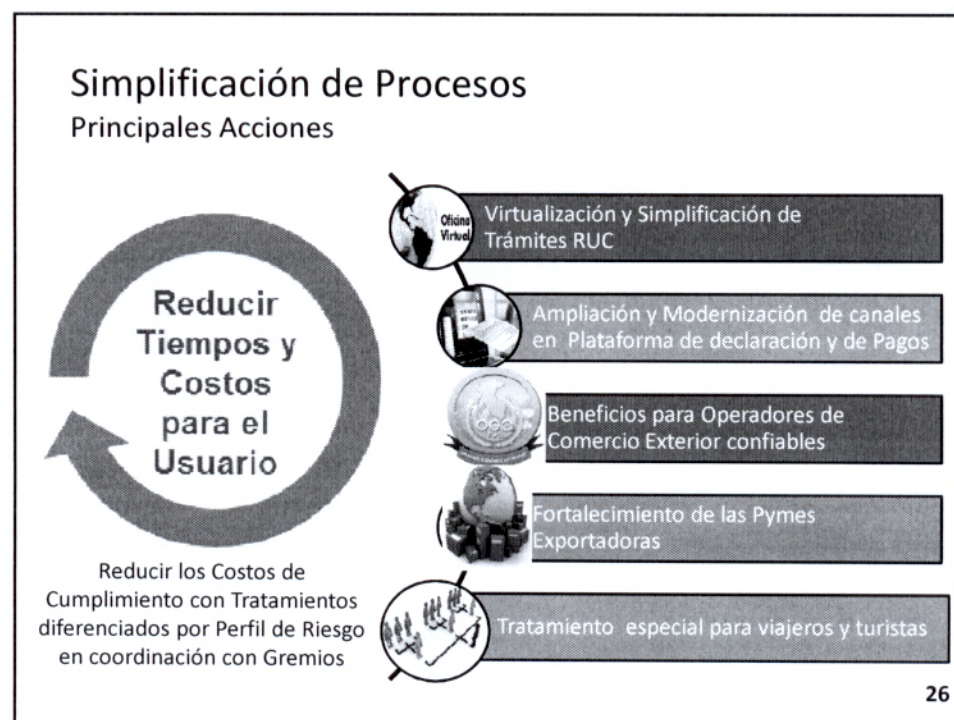 Simplificación de Procesos
Principales Acciones
Reducir
Tiempos y
Costos
para el
Usuario
Reducir los Costos de
Cumplimiento con Tratamientos
diferenciados por Perfil de Riesgo
en coordinación con Gremios
Oficina
Virtual
Virtualización y Simplificación de
Trámites RUC
Ampliación y Modernización de canales
en Plataforma de declaración y de Pagos
Beneficios para Operadores de
Comercio Exterior confiables
Fortalecimiento de las Pymes
Exportadoras
Tratamiento especial para viajeros y turistas
26